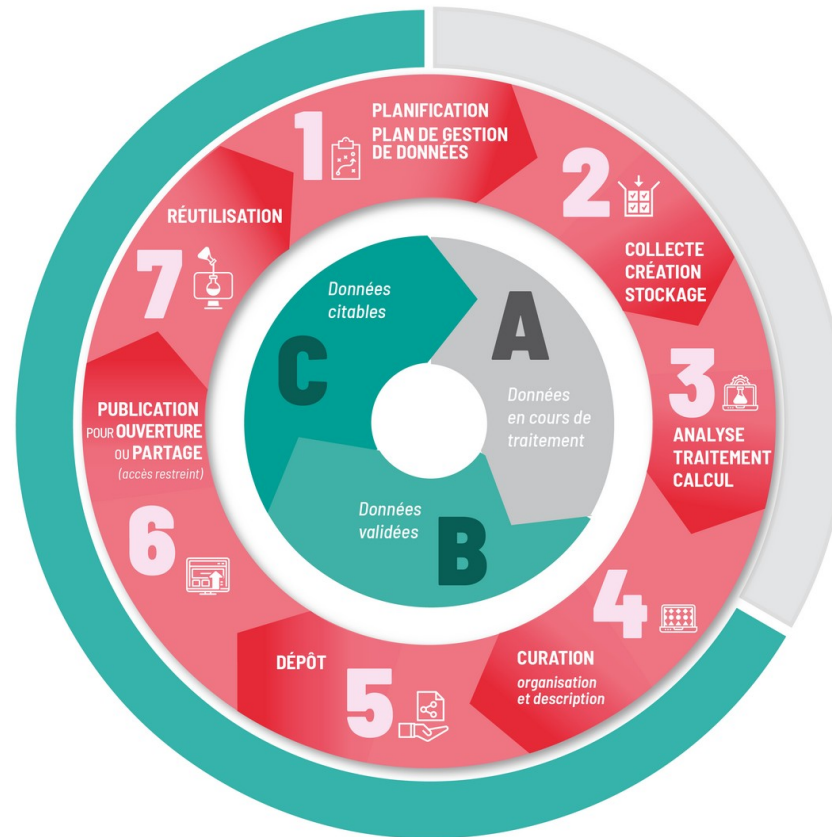 1
PLANIFICATION
PLAN DE GESTION
DE DONNÉES
2
COLLECTE
CRÉATION
STOCKAGE
3
ANALYSE
TRAITEMENT
CALCUL
4
CURATION
organisation
et description
5
DÉPÔT
6
PUBLICATION
POUR OUVERTURE
OU PARTAGE
(accès restreint)
7
RÉUTILISATION
A
Données
en cours de
traitement
B
Données
validées
C
Données
citables